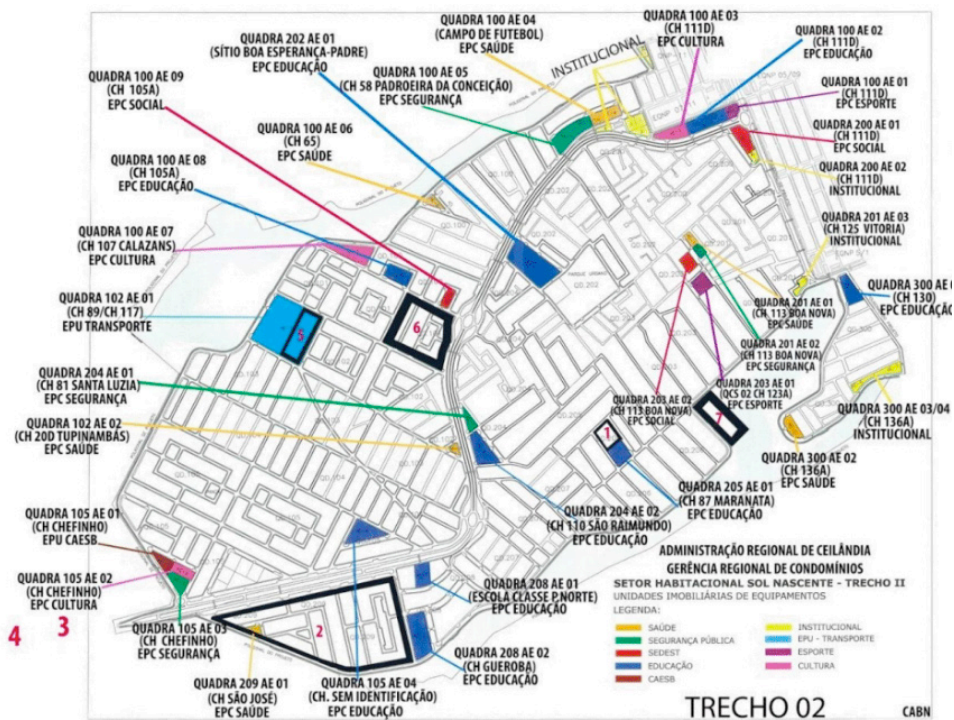 QUADRA 100 AE 04
(CAMPO DE FUTEBOL)
EPC SAÚDE
QUADRA 100 AE 03
(CH 111D)
EPC CULTURA
QUADRA 202 AE 01
(SÍTIO BOA ESPERANÇA-PADRE)
EPC EDUCAÇÃO
INSTITUCIONAL
QUADRA 100 AE 02
(CH 111D)
EPC EDUCAÇÃO
QUADRA 100 AE 09
(CH 105A)
EPC SOCIAL
QUADRA 100 AE 05
(CH 58 PADROEIRA DA CONCEIÇÃO)
EPC SEGURANÇA
QUADRA 100 AE 01
(CH 111D)
EPC ESPORTE
QUADRA 100 AE 06
(CH 65)
EPC SAÚDE
QUADRA 200 AE 01
(CH 111D)
EPC SOCIAL
QUADRA 100 AE 08
(CH 105A)
EPC EDUCAÇÃO
QUADRA 200 AE 02
(CH 111D)
INSTITUCIONAL
QUADRA 100 AE 07
(CH 107 CALAZANS)
EPC CULTURA
QUADRA 201 AE 03
(CH 125 VITORIA)
INSTITUCIONAL
QUADRA 102 AE 01
(CH 89/CH 117)
EPU TRANSPORTE
QUADRA 300 AE 0
(CH 130)
EPC EDUCAÇÃO
5
6
QUADRA 201 AE 01
(CH 113 BOA NOVA)
EPC SAÚDE
QUADRA 201 AE 02
(CH 113 BOA NOVA)
EPC SEGURANÇA
QUADRA 204 AE 01
(CH 81 SANTA LUZIA)
EPC SEGURANÇA
QUADRA 203 AE 01
(QCS 02 CH 123A)
EPC ESPORTE
QUADRA 203 AE 02
(CH 113 BOA NOVA)
EPC SOCIAL
QUADRA 300 AE 03/04
(CH 136A)
INSTITUCIONAL
QUADRA 102 AE 02
(CH 20D TUPINAMBÁS)
EPC SAÚDE
1
7
QUADRA 300 AE 02
(CH 136A)
EPC SAÚDE
QUADRA 205 AE 01
(CH 87 MARANATA)
EPC EDUCAÇÃO
QUADRA 204 AE 02
(CH 110 SÃO RAIMUNDO)
EPC EDUCAÇÃO
QUADRA 105 AE 01
(CH CHEFINHO)
EPU CAESB
QUADRA 105 AE 02
(CH CHEFINHO)
EPC CULTURA
4 3
QUADRA 105 AE 03
(CH CHEFINHO)
EPC SEGURANÇA
2
QUADRA 208 AE 01
(ESCOLA CLASSE P.NORTE)
EPC EDUCAÇÃO
QUADRA 208 AE 02
(CH GUEROBA)
EPC EDUCAÇÃO
QUADRA 209 AE 01
(CH SÃO JOSÉ)
EPC SAÚDE
QUADRA 105 AE 04
(CH. SEM IDENTIFICAÇÃO)
EPC EDUCAÇÃO
ADMINISTRAÇÃO REGIONAL DE CEILÂNDIA
GERÊNCIA REGIONAL DE CONDOMÍNIOS
SETOR HABITACIONAL SOL NASCENTE - TRECHO II
UNIDADES IMOBILIÁRIAS DE EQUIPAMENTOS
LEGENDA:
SAÚDE
SEGURANÇA PÚBLICA
SEDEST
EDUCAÇÃO
CAESB
INSTITUCIONAL
EPU - TRANSPORTE
ESPORTE
CULTURA
TRECHO 02
CABN